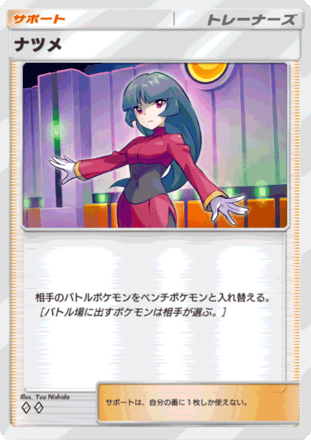 サポート
トレーナーズ
ナツメ
相手のバトルポケモンをベンチポケモンと入れ替える。
[バトル場に出すポケモンは相手が選ぶ。]
Illus. You Nishida
サポートは、自分の番に1枚しか使えない。